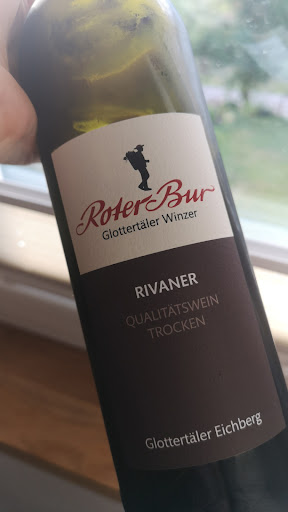 Roter Bur
Glottertäler Winzer
RIVANER
QUALITÄTSWEIN
TROCKEN
Glottertäler Eichberg